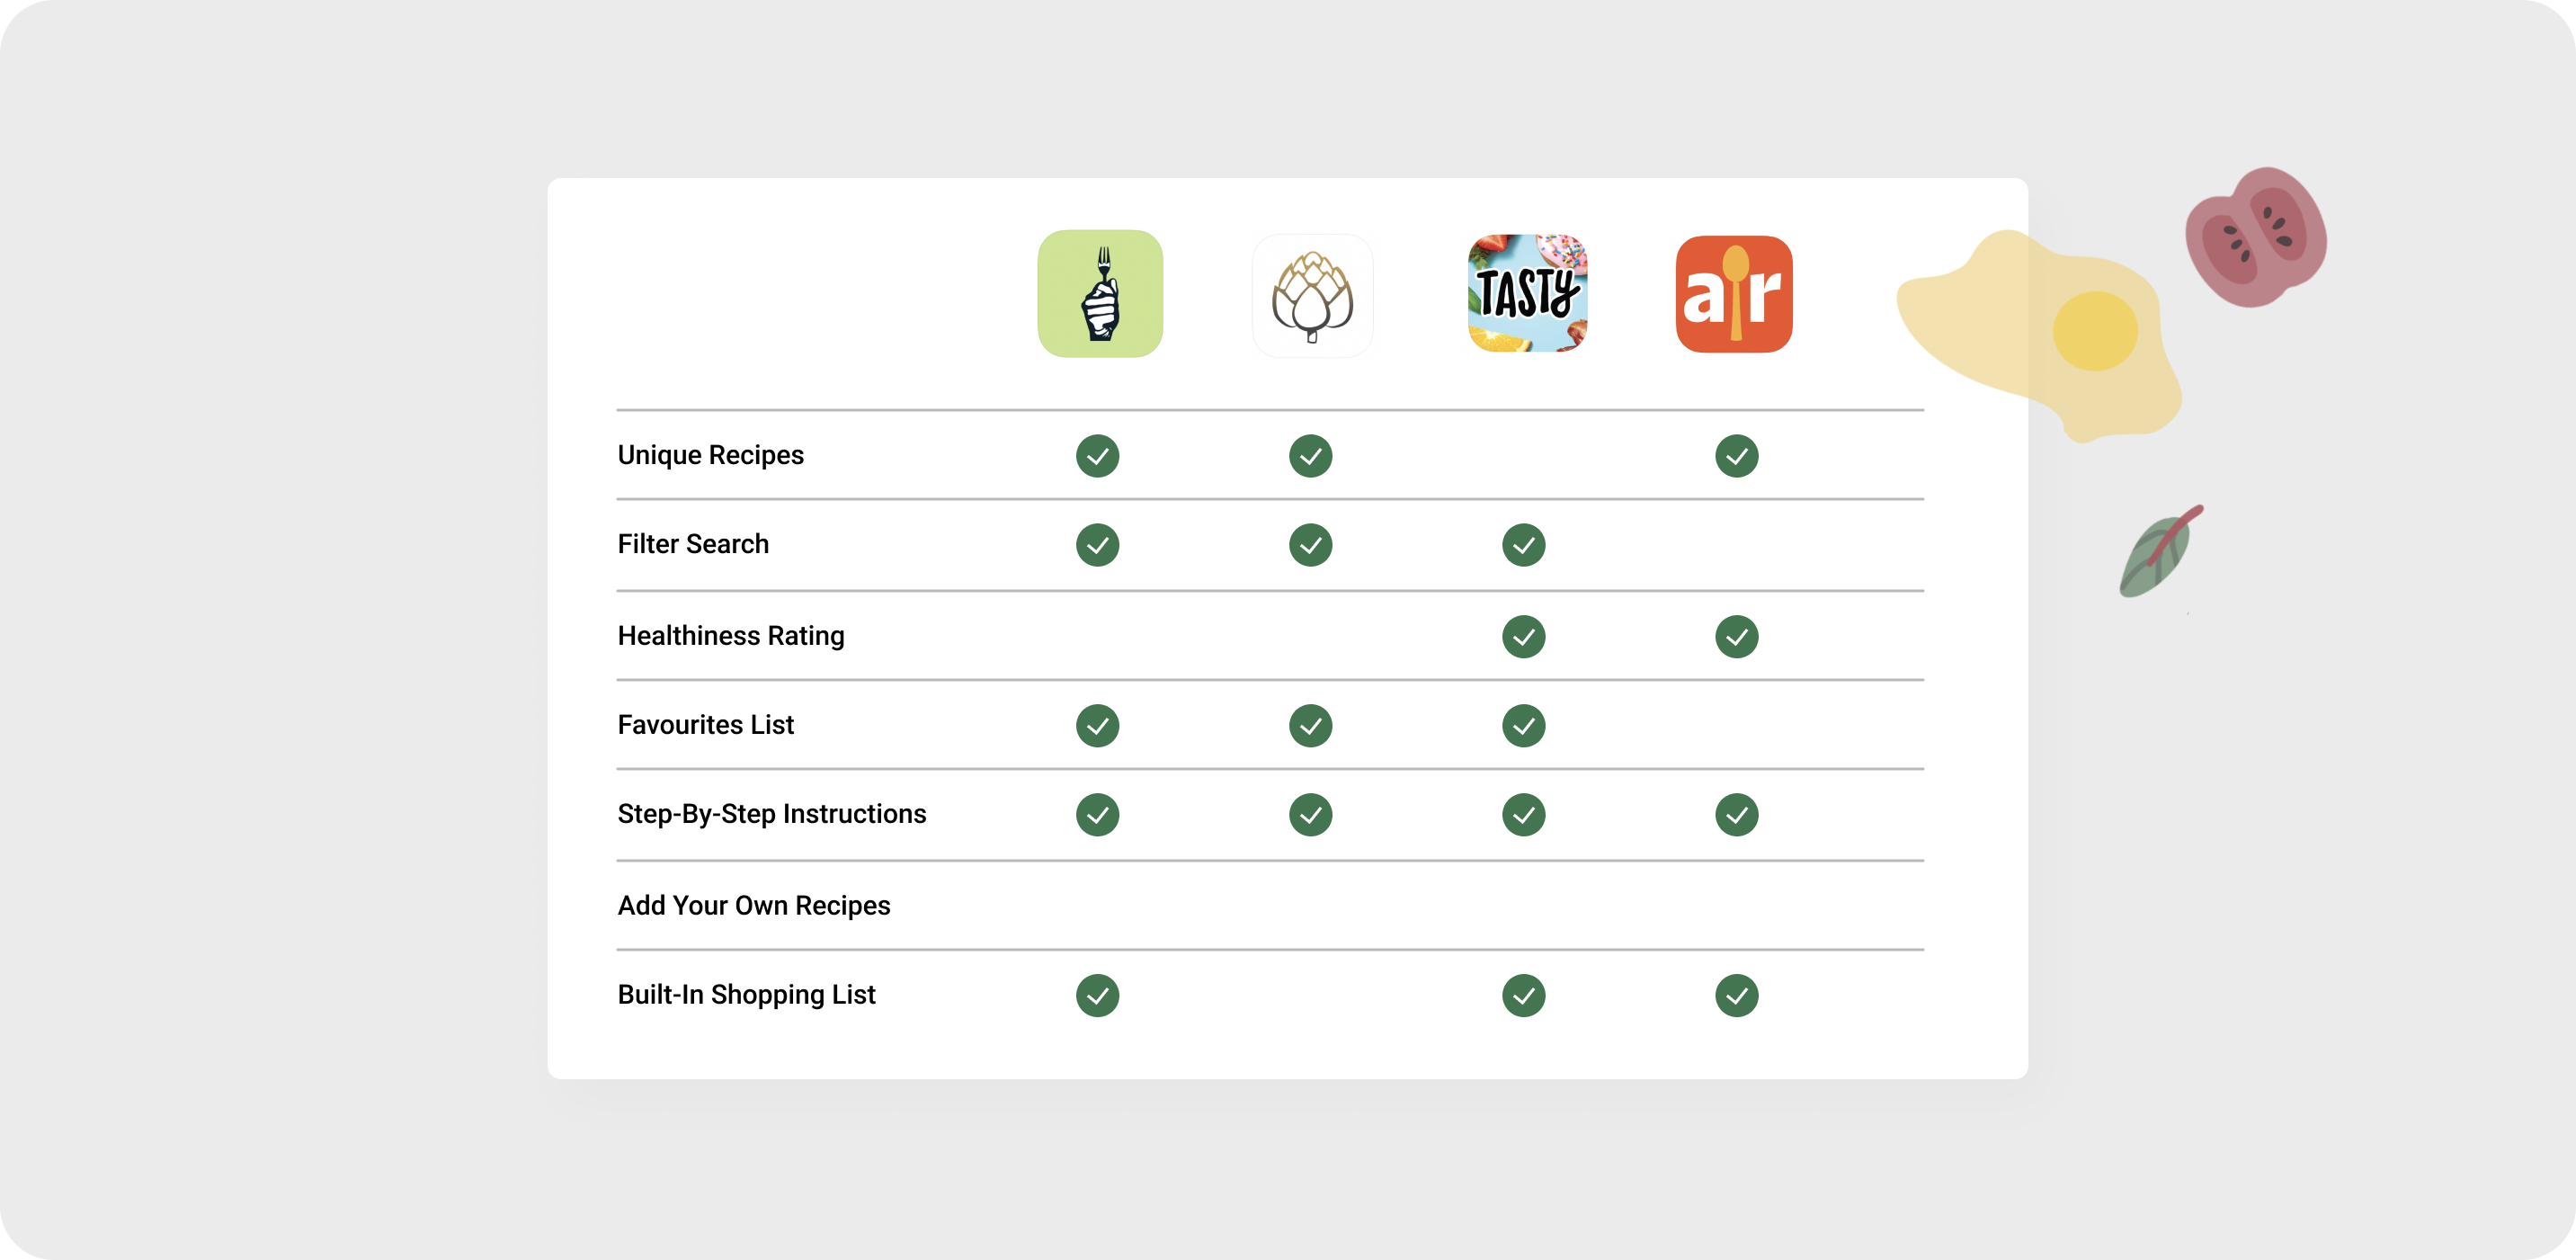 TASTY
air
Unique Recipes
Filter Search
Healthiness Rating
Favourites List
Step-By-Step Instructions
Add Your Own Recipes
Built-In Shopping List